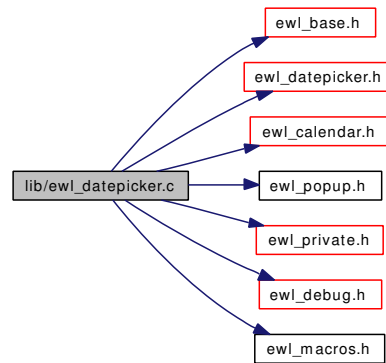 ewl_base.h
ewl_datepicker.h
ewl_calendar.h
lib/ewl_datepicker.c
ewl_popup.h
ewl_private.h
ewl_debug.h
ewl_macros.h